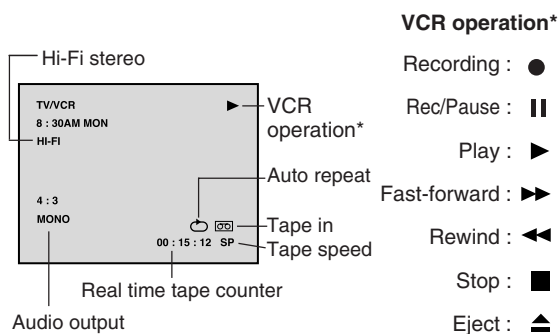 VCR operation*
Hi-Fi stereo
TV/VCR
8 : 30AM MON
HI-FI
4 : 3
MONO
00 : 15 : 12 SP
VCR
operation*
Auto repeat
Tape in
Tape speed
Real time tape counter
Audio output
Recording :
Rec/Pause :
Play :
Fast-forward :
Rewind :
Stop :
Eject :